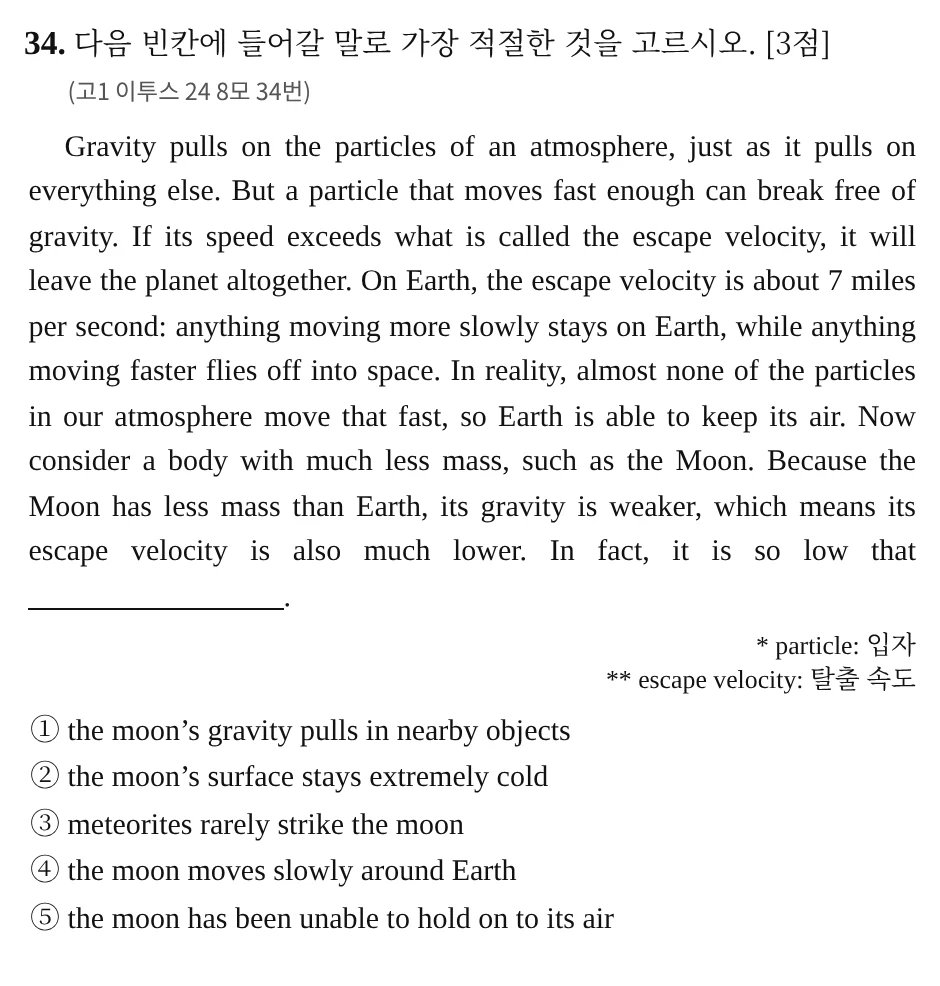 34. 다음 빈칸에 들어갈 말로 가장 적절한 것을 고르시오. [3점]
(고1 이투스 24 8모 34번)
Gravity pulls on the particles of an atmosphere, just as it pulls on
everything else. But a particle that moves fast enough can break free of
gravity. If its speed exceeds what is called the escape velocity, it will
leave the planet altogether. On Earth, the escape velocity is about 7 miles
per second: anything moving more slowly stays on Earth, while anything
moving faster flies off into space. In reality, almost none of the particles
in our atmosphere move that fast, so Earth is able to keep its air. Now
consider a body with much less mass, such as the Moon. Because the
Moon has less mass than Earth, its gravity is weaker, which means its
escape velocity is also much lower. In fact, it is so low that
_________________.
* particle: 입자
** escape velocity: 탈출 속도
① the moon’s gravity pulls in nearby objects
② the moon’s surface stays extremely cold
③ meteorites rarely strike the moon
④ the moon moves slowly around Earth
⑤ the moon has been unable to hold on to its air